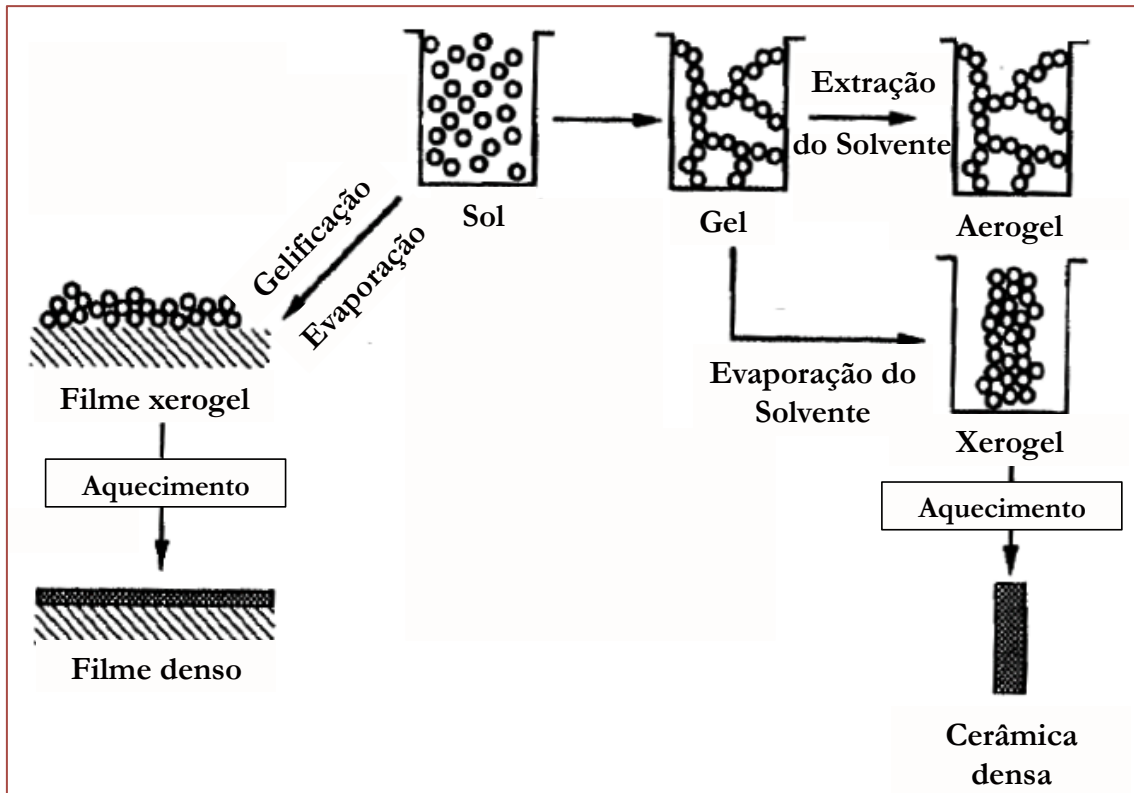 Sol
Gel
Extração
do Solvente
Aerogel
Gelificação
Evaporação
Filme xerogel
Aquecimento
Filme denso
Evaporação do
Solvente
Xerogel
Aquecimento
Cerâmica
densa